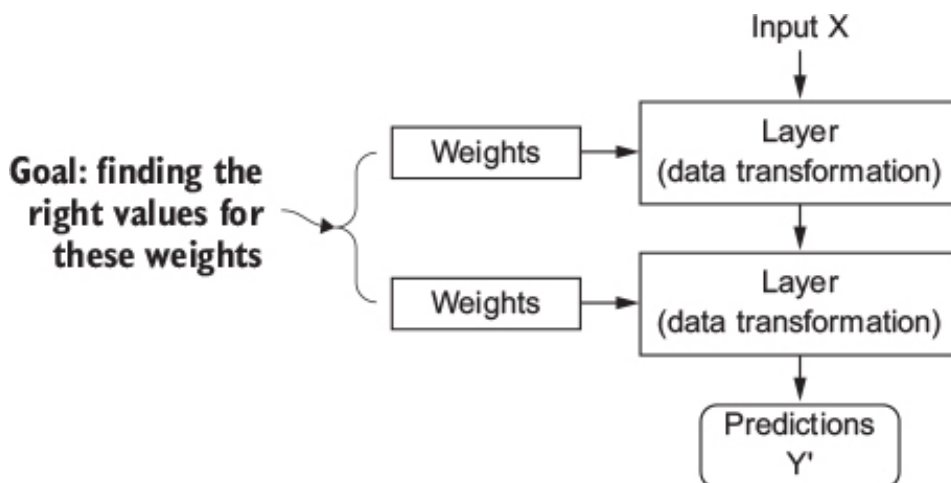 Input X
Layer
(data transformation)
Weights
Goal: finding the
right values for
these weights
Layer
(data transformation)
Weights
Predictions
Y'